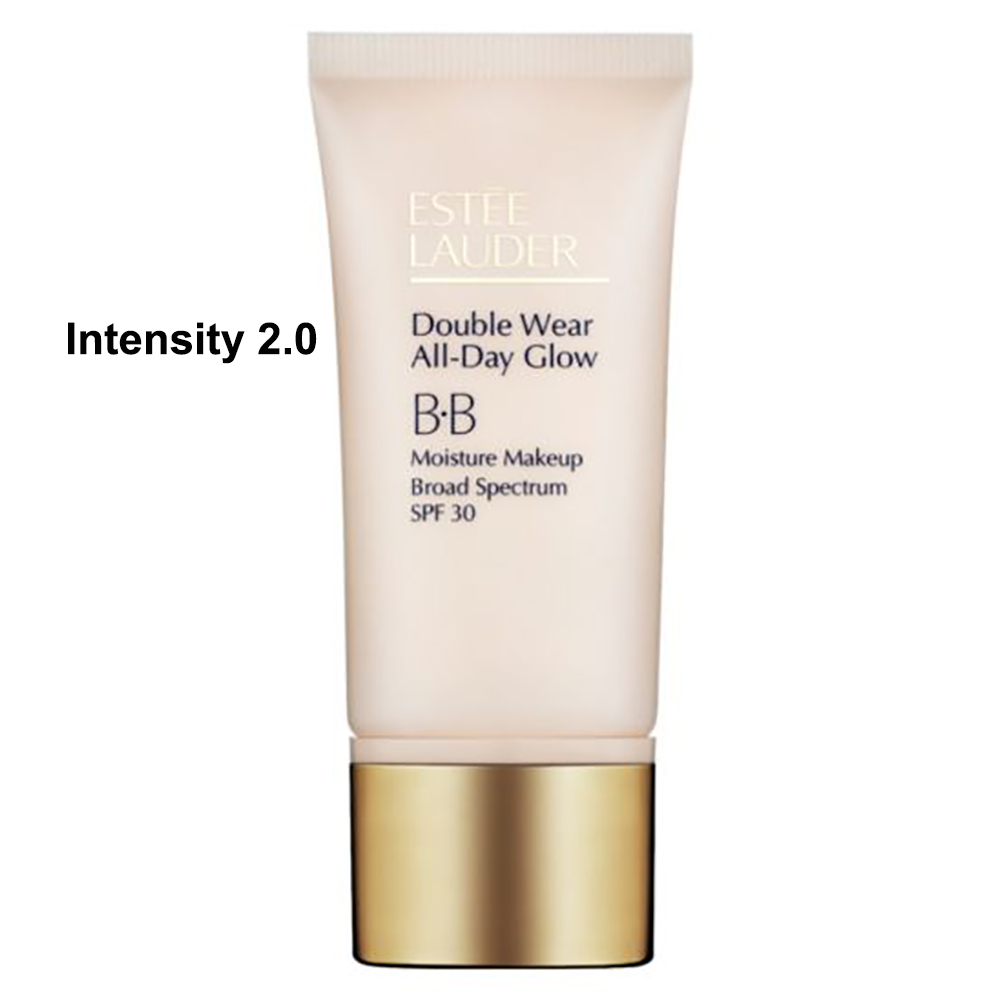 ESTĒE
LAUDER
Intensity 2.0
Double Wear
All-Day Glow
B·B
Moisture Makeup
Broad Spectrum
SPF 30